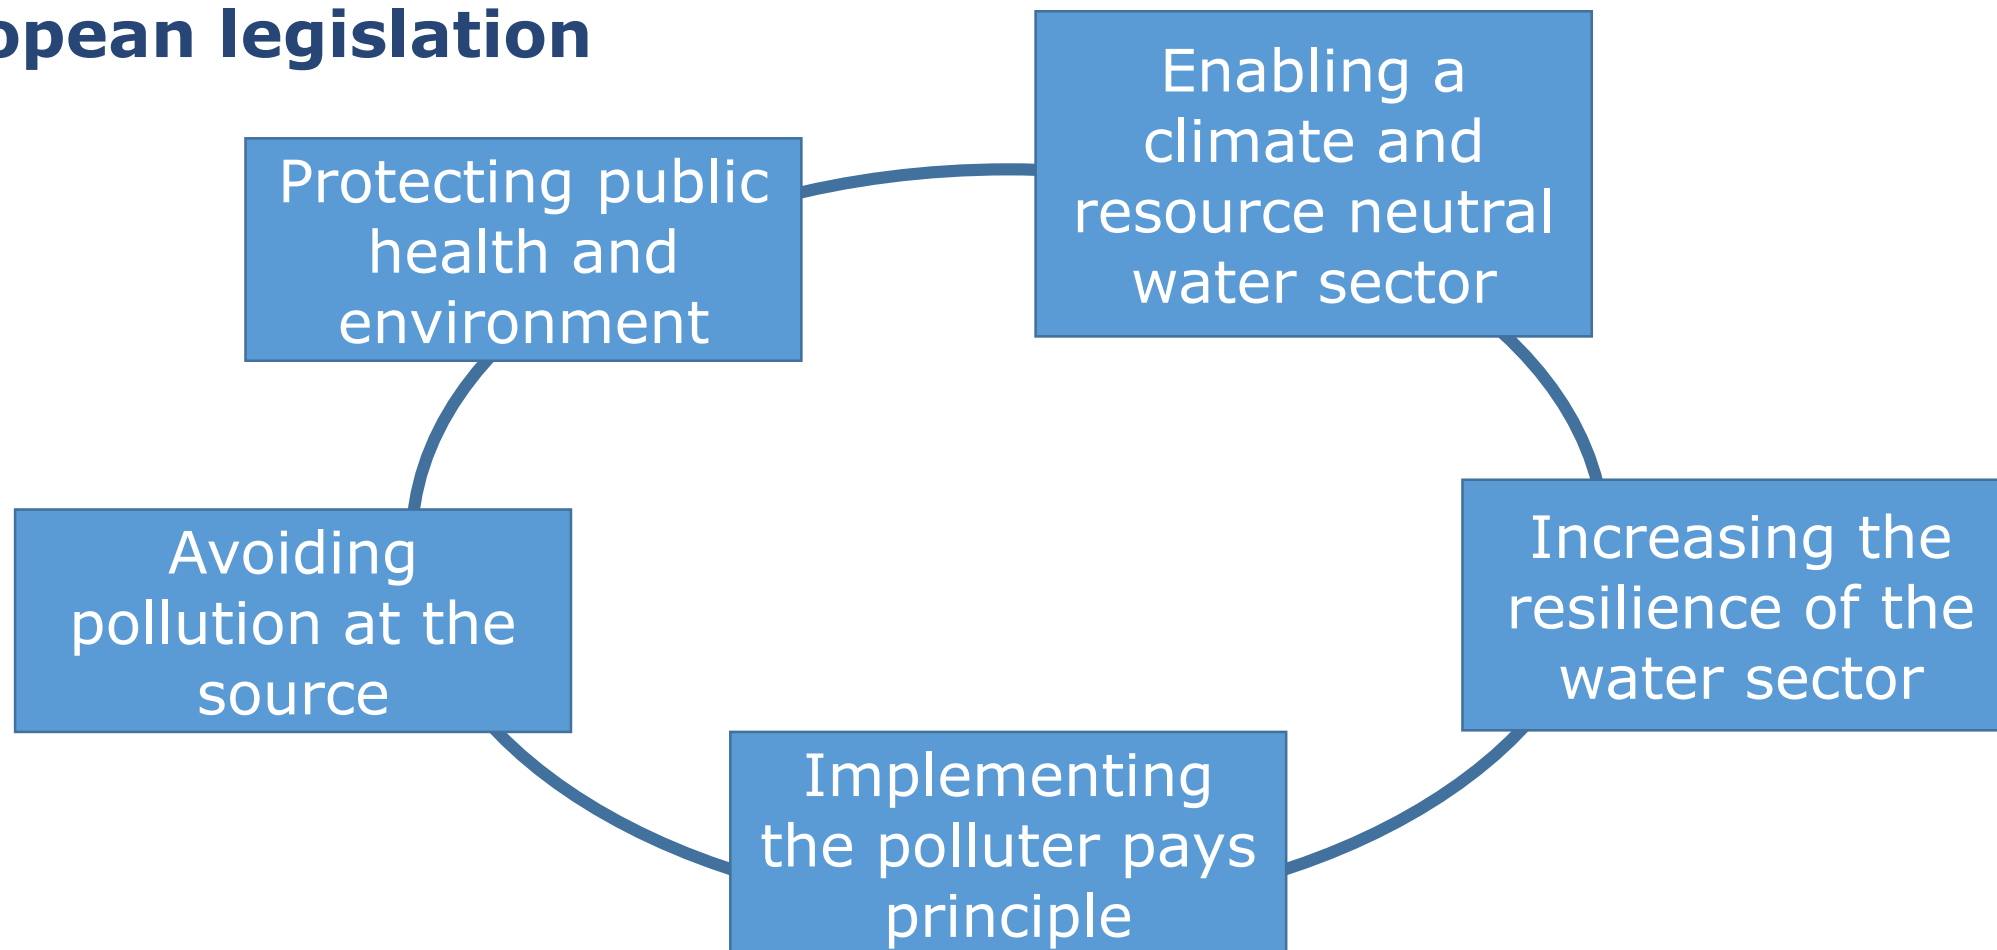 opean legislation
Enabling a
climate and
resource neutral
water sector
Protecting public
health and
environment
Increasing the
resilience of the
water sector
Avoiding
pollution at the
source
Implementing
the polluter pays
principle